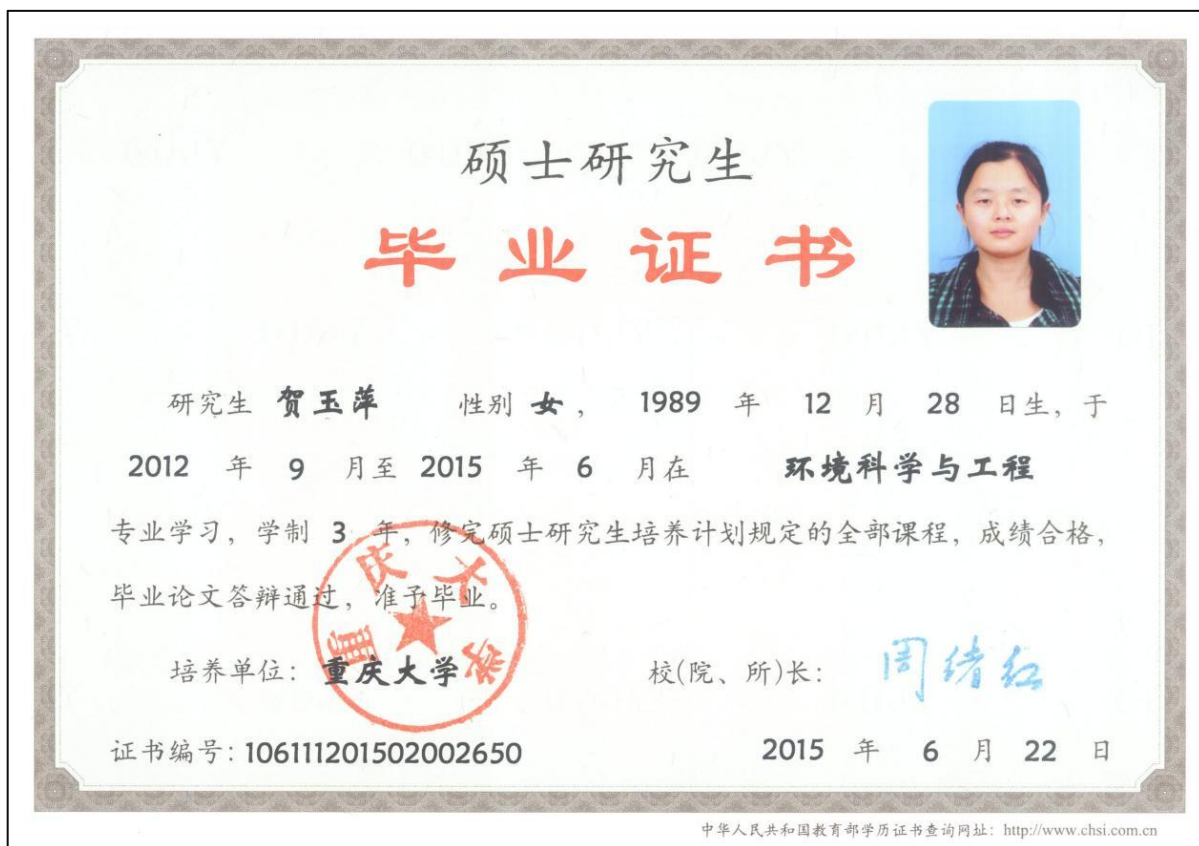 硕士研究生
毕业证书
研究生 贺玉萍 性别 女， 1989 年 12 月 28 日生，于
2012 年 9 月至 2015 年 6 月在 环境科学与工程
专业学习，学制 3 年，修完硕士研究生培养计划规定的全部课程，成绩合格，
毕业论文答辩通过，准予毕业。
重庆大学
培养单位：重庆大学 校(院、所)长： 周绪红
证书编号：106111201502002650 2015 年 6 月 22 日
中华人民共和国教育部学历证书查询网址：http://www.chsi.com.cn